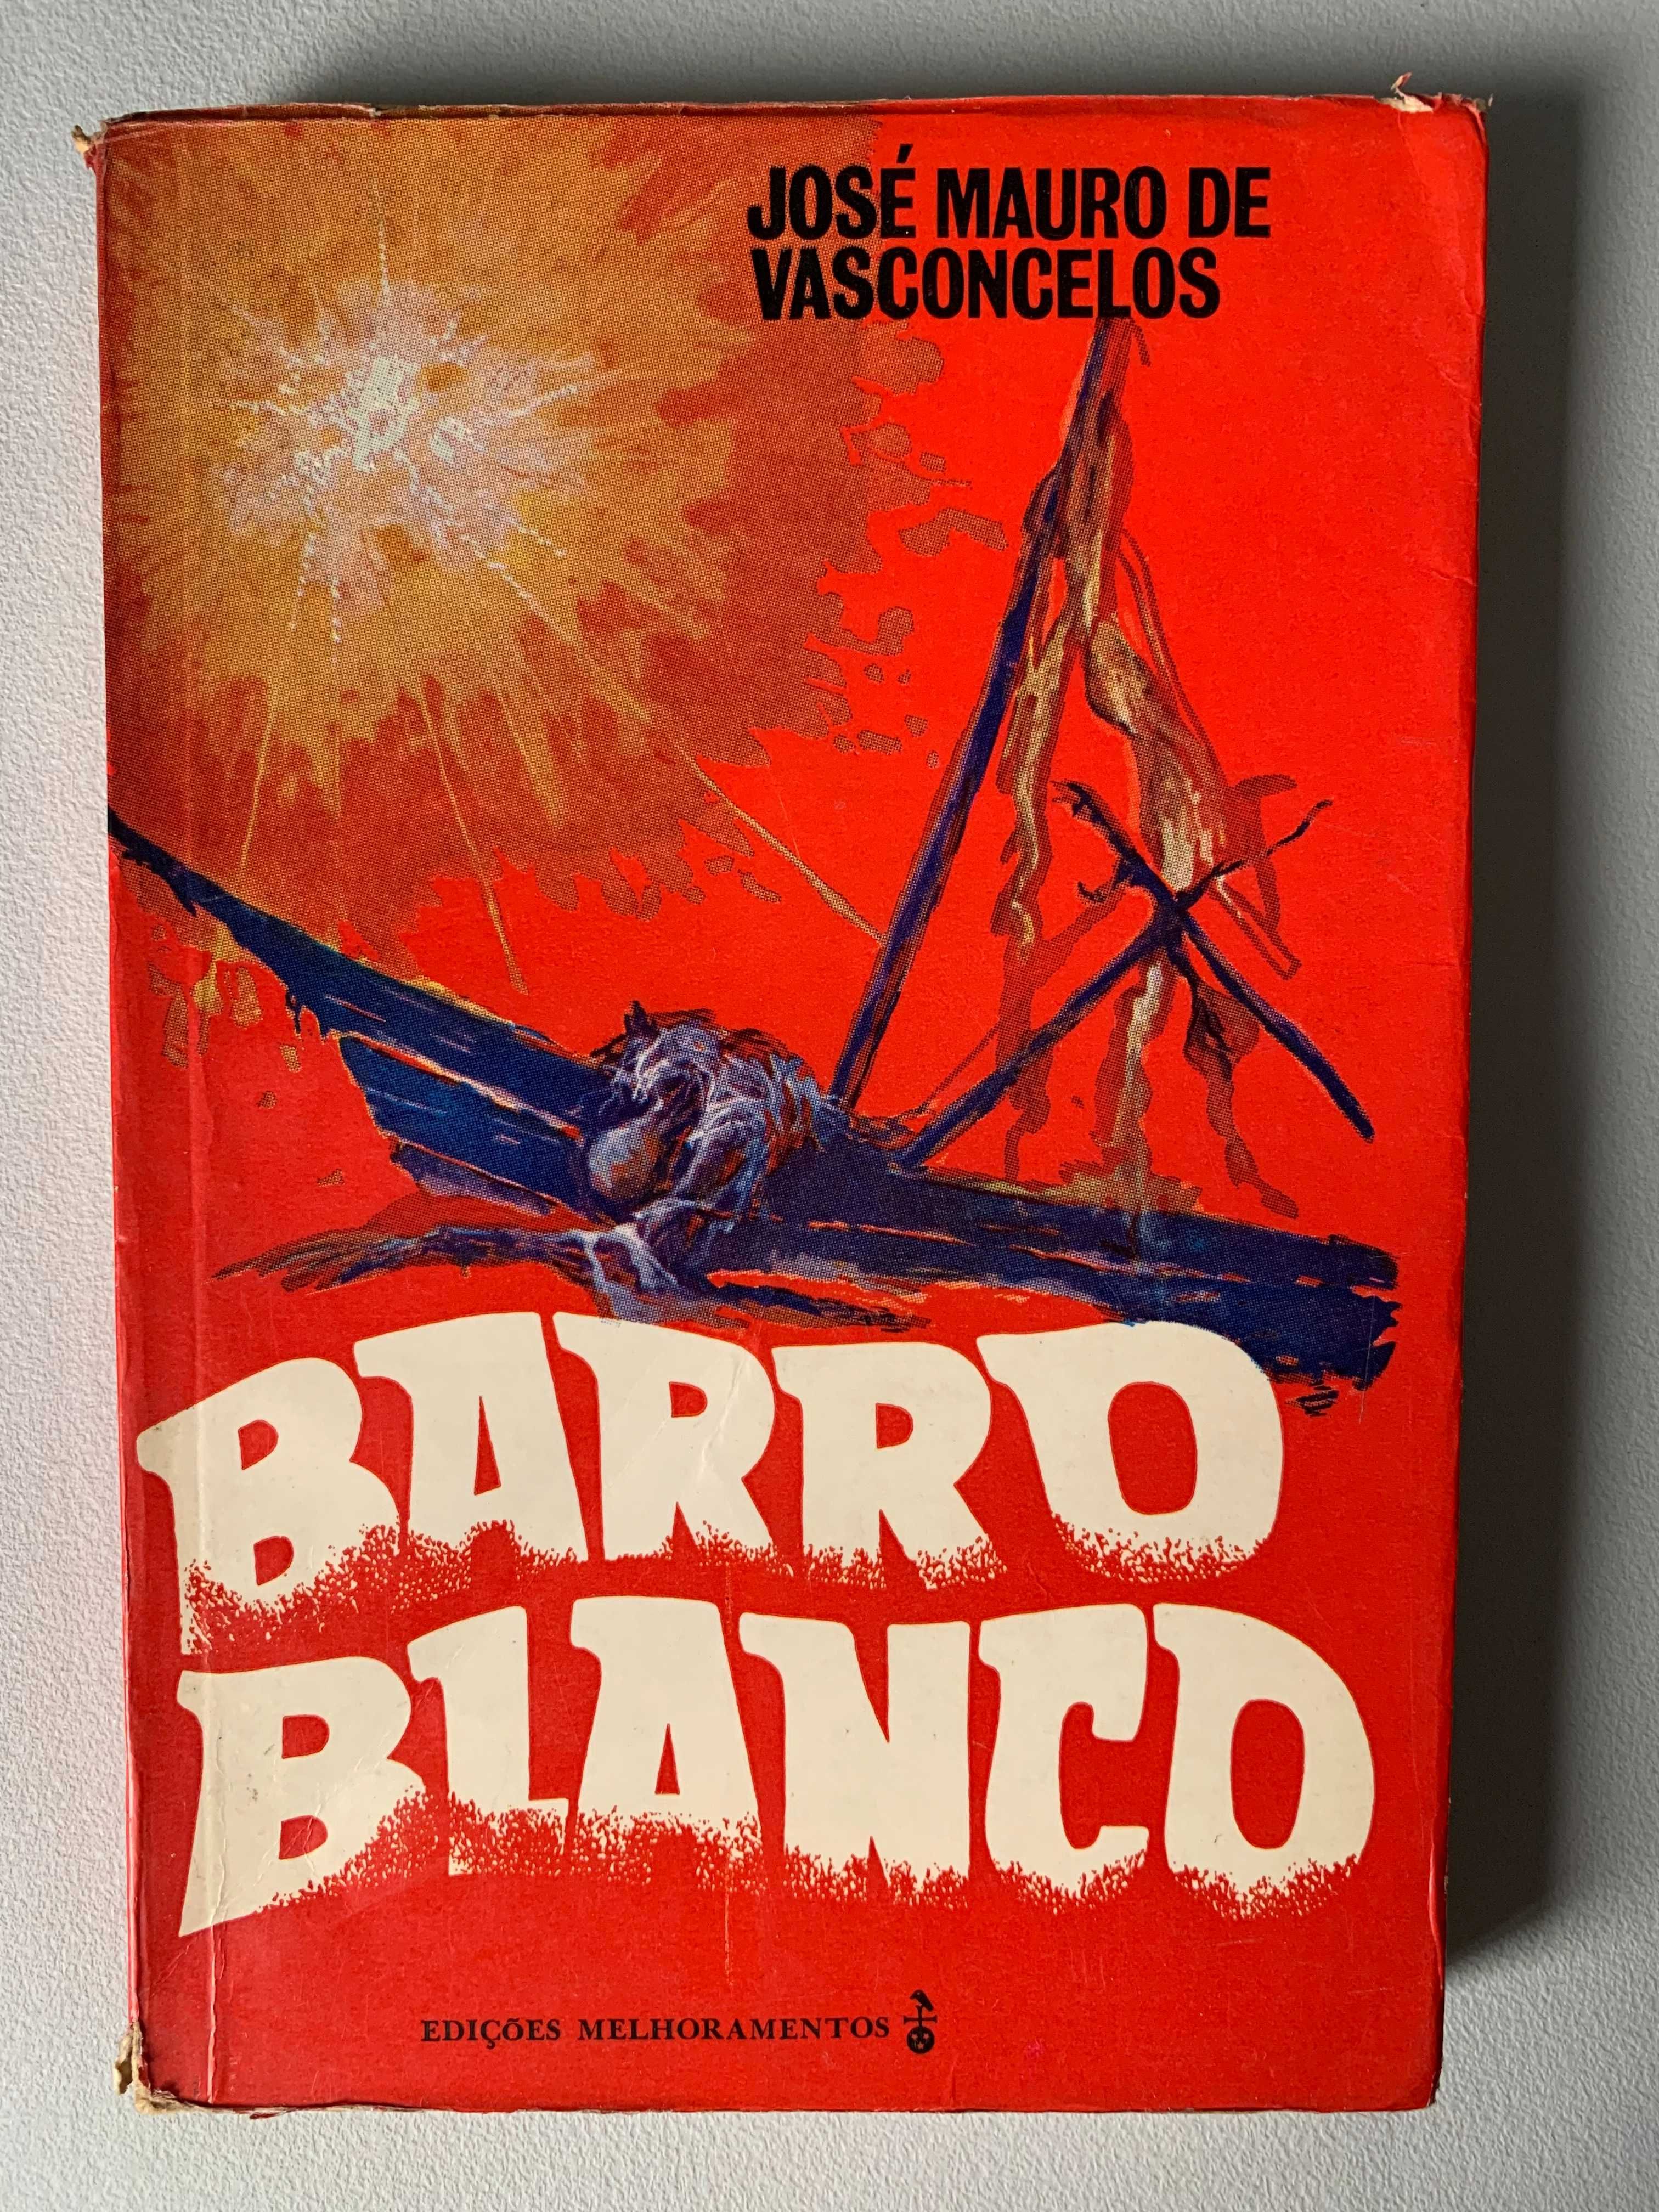 JOSÉ MAURO DE
VASCONCELOS
BARRO
BLANCO
EDIÇÕES MELHORAMENTOS